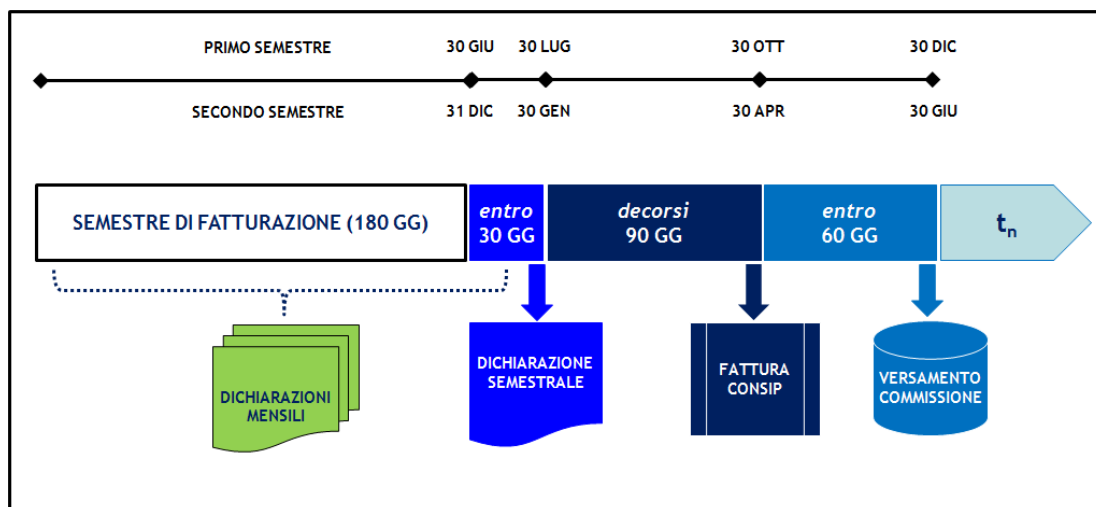 PRIMO SEMESTRE 30 GIU 30 LUG 30 OTT 30 DIC
SECONDO SEMESTRE 31 DIC 30 GEN 30 APR 30 GIU
SEMESTRE DI FATTURAZIONE (180 GG)
entro
30 GG
decorsi
90 GG
entro
60 GG
tn
DICHIARAZIONI
MENSILI
DICHIARAZIONE
SEMESTRALE
FATTURA
CONSIP
VERSAMENTO
COMMISSIONE